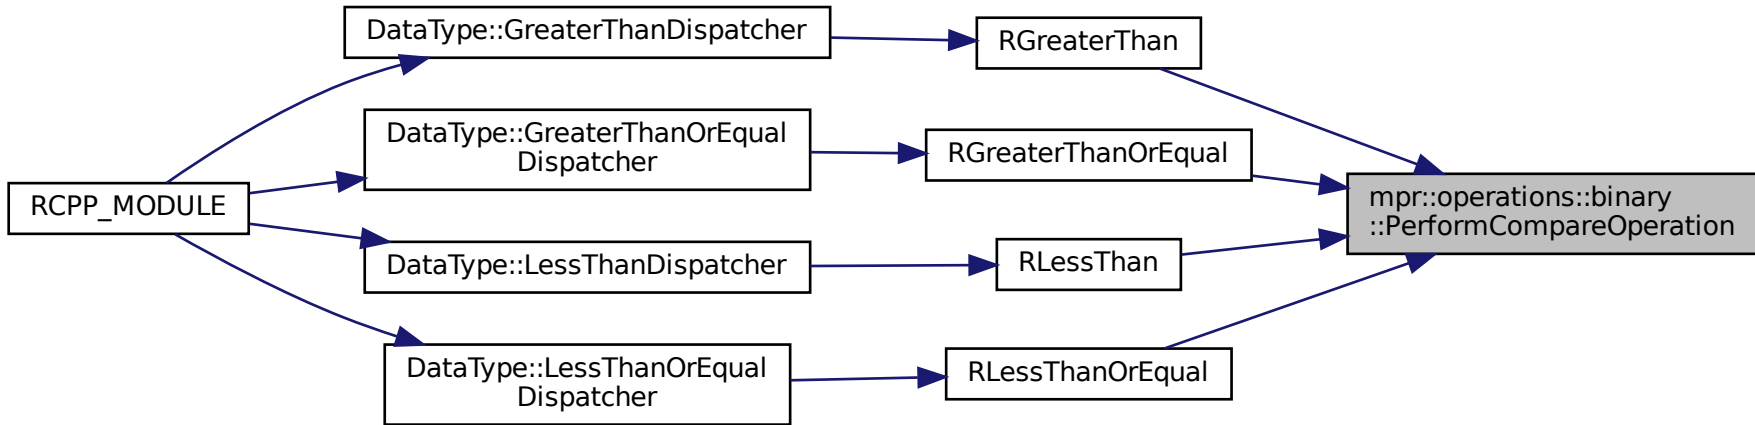 DataType::GreaterThanDispatcher
RGreaterThan
DataType::GreaterThanOrEqual
Dispatcher
RGreaterThanOrEqual
mpr::operations::binary
::PerformCompareOperation
RCPP_MODULE
DataType::LessThanDispatcher
RLessThan
DataType::LessThanOrEqual
Dispatcher
RLessThanOrEqual